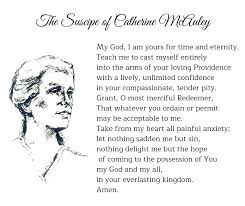 The Suscipe of Catherine McAuley
My God, I am yours for time and eternity.
Teach me to cast myself entirely
into the arms of your loving Providence
with a lively, unlimited confidence
in your compassionate, tender pity.
Grant, O most merciful Redeemer,
That whatever you ordain or permit
may be acceptable to me.
Take from my heart all painful anxiety;
let nothing sadden me but sin,
nothing delight me but the hope
of coming to the possession of You
my God and my all,
in your everlasting kingdom.
Amen.